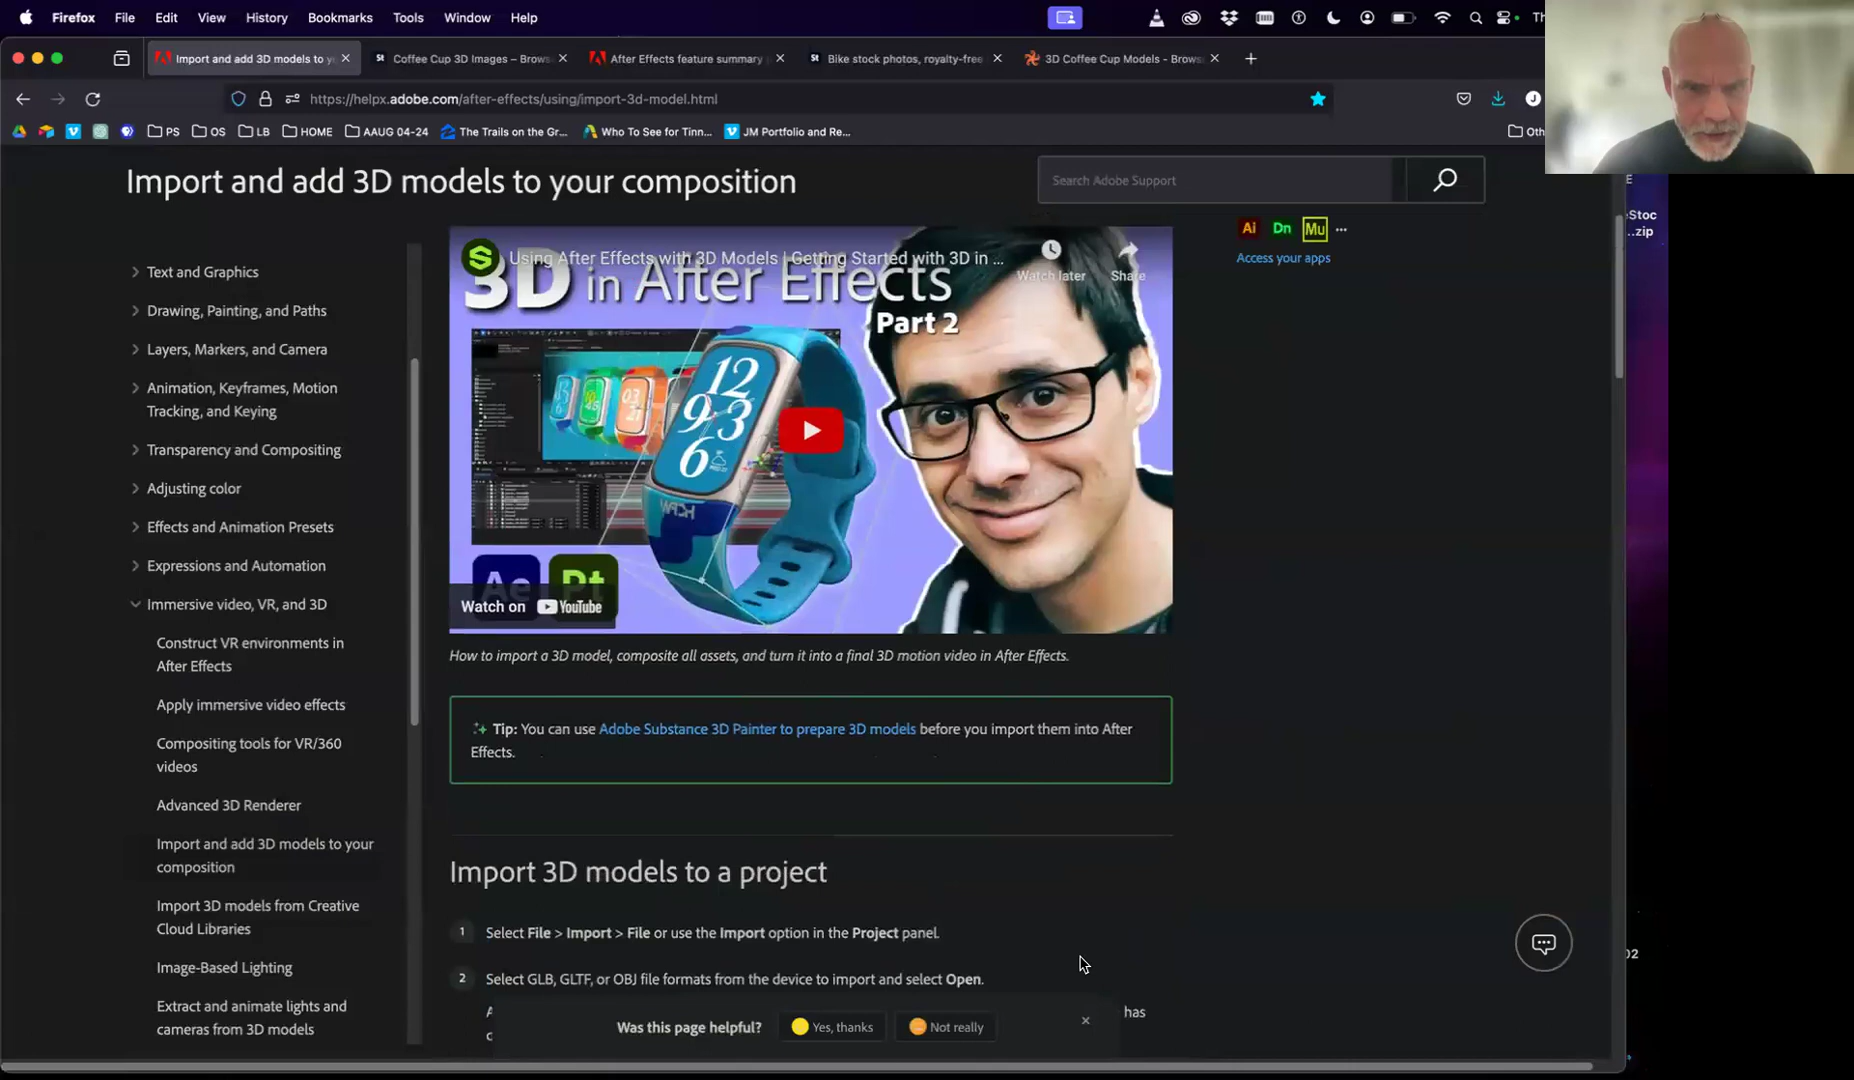 Firefox File Edit View History Bookmarks Tools Window Help
Import and add 3D models to y
Coffee Cup 3D Images – Brows
After Effects feature summary
Bike stock photos, royalty-free
3D Coffee Cup Models - Brows
https://helpx.adobe.com/after-effects/using/import-3d-model.html
J
PS OS LB HOME AAUG 04-24 The Trails on the Gr... Who To See for Tinn... JM Portfolio and Re...
Import and add 3D models to your composition
Search Adobe Support
Ai Dn Mu ...
Access your apps
..zip
Text and Graphics
Drawing, Painting, and Paths
Layers, Markers, and Camera
Animation, Keyframes, Motion
Tracking, and Keying
Transparency and Compositing
Adjusting color
Effects and Animation Presets
Expressions and Automation
Immersive video, VR, and 3D
Construct VR environments in
After Effects
Apply immersive video effects
Compositing tools for VR/360
videos
Advanced 3D Renderer
Import and add 3D models to your
composition
Import 3D models from Creative
Cloud Libraries
Image-Based Lighting
Extract and animate lights and
cameras from 3D models
Using After Effects with 3D Models | Getting Started with 3D in ...
Watch later
Share
3D in After Effects
Part 2
12
9 3
6
Ae Pt
Watch on YouTube
How to import a 3D model, composite all assets, and turn it into a final 3D motion video in After Effects.
Tip: You can use Adobe Substance 3D Painter to prepare 3D models before you import them into After
Effects.
Import 3D models to a project
1 Select File > Import > File or use the Import option in the Project panel.
2 Select GLB, GLTF, or OBJ file formats from the device to import and select Open.
has
Was this page helpful? Yes, thanks Not really
02